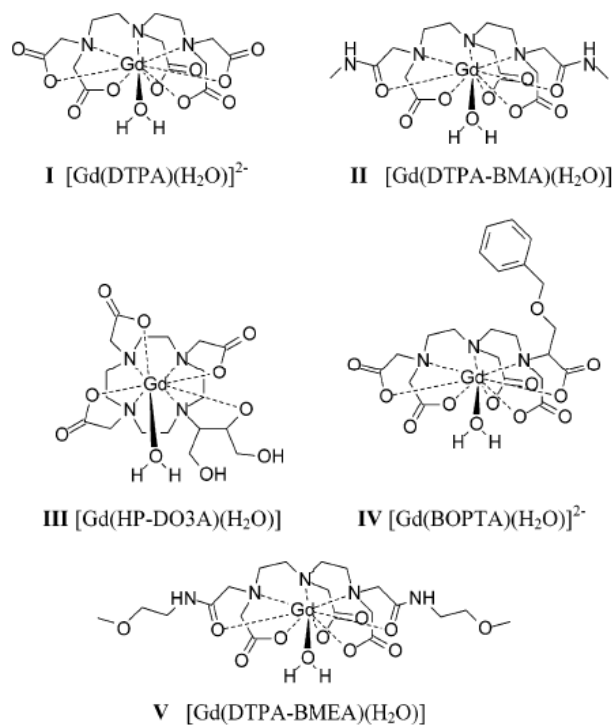 I [Gd(DTPA)(H₂O)]²⁻
II [Gd(DTPA-BMA)(H₂O)]
III [Gd(HP-DO3A)(H₂O)]
IV [Gd(BOPTA)(H₂O)]²⁻
V [Gd(DTPA-BMEA)(H₂O)]